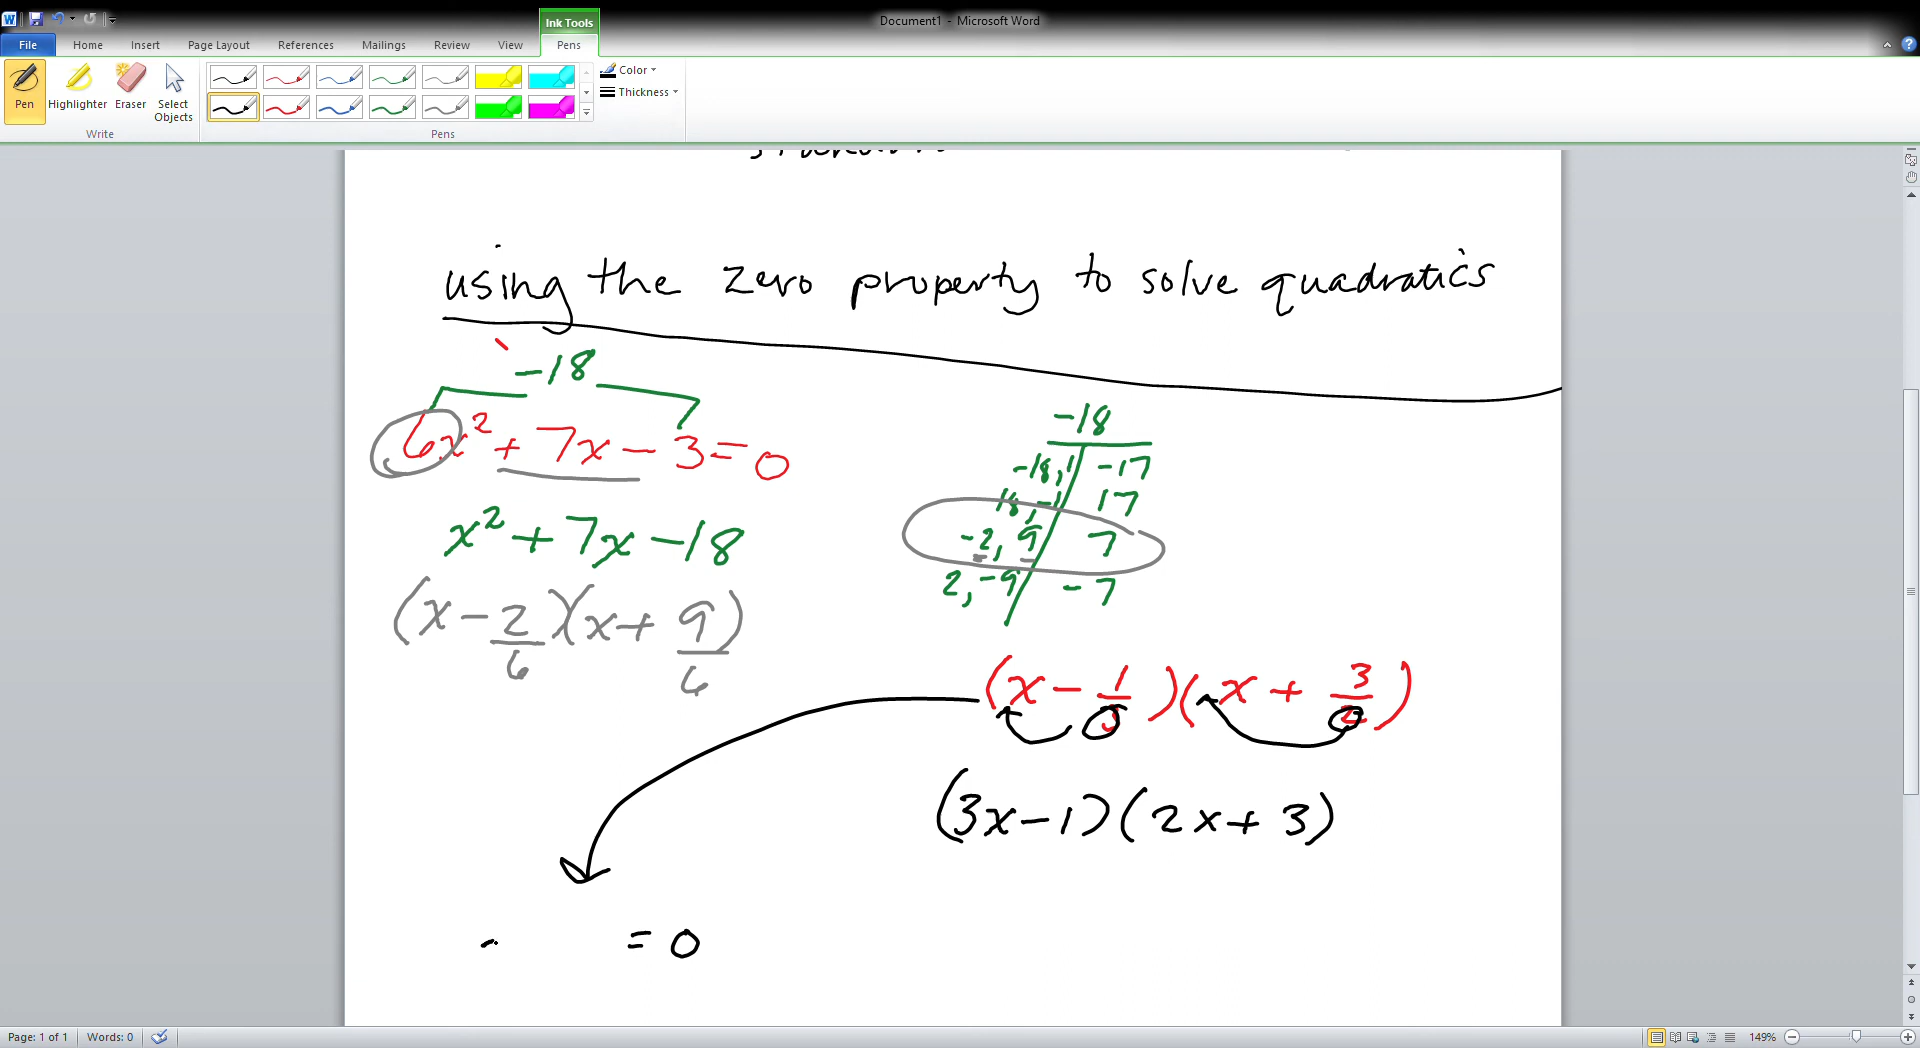 Document1 - Microsoft Word
Ink Tools
File Home Insert Page Layout References Mailings Review View Pens
Pen Highlighter Eraser Select Objects
Color
Thickness
Write Pens
using the zero property to solve quadratics
-18
6x² + 7x - 3 = 0
x² + 7x - 18
(x - 2/6)(x + 9/6)
-18
-18, 1 | -17
18, -1 | 17
-2, 9 | 7
2, -9 | -7
(x - 1/3)(x + 3/2)
(3x - 1)(2x + 3)
- = 0
Page: 1 of 1 Words: 0 149%